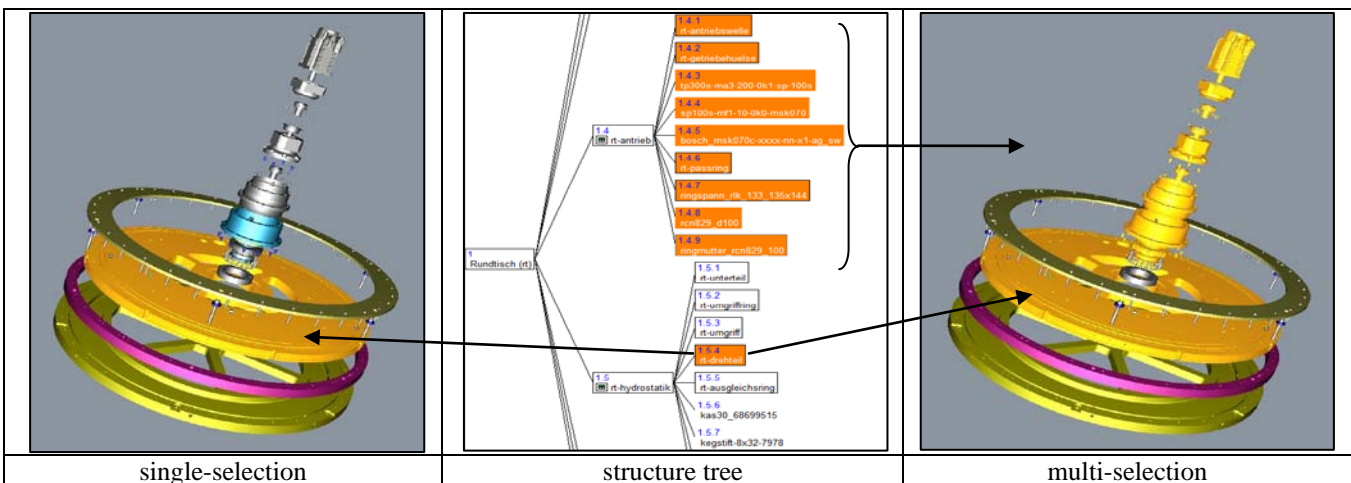 1.4.1
rt-antriebswelle
1.4.2
rt-getriebehuelse
1.4.3
tp300s-ma3-200-0k1-sp-100s
1.4.4
sp100s-mf1-10-0k0-msk070
1.4
rt-antrieb
1.4.5
bosch_msk070c-xxxx-nn-x1-ag_sw
1.4.6
rt-passring
1.4.7
ringspann_rlk_133_135x144
1.4.8
rcn829_d100
1.4.9
ringmutter_rcn829_100
1
Rundtisch (rt)
1.5.1
rt-unterteil
1.5.2
rt-umgriffring
1.5.3
rt-umgriff
1.5.4
rt-drehteil
1.5
rt-hydrostatik
1.5.5
rt-ausgleichsring
1.5.6
kas30_68699515
1.5.7
kegstift-8x32-7978
single-selection
structure tree
multi-selection